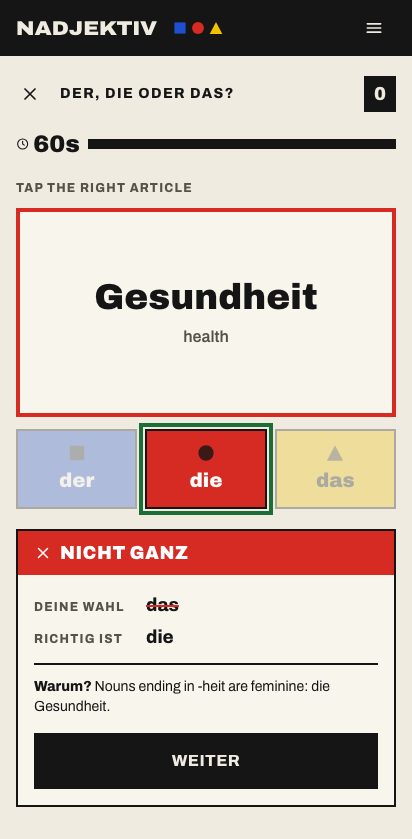 NADJEKTIV
DER, DIE ODER DAS?
0
60s
TAP THE RIGHT ARTICLE
Gesundheit
health
der
die
das
NICHT GANZ
DEINE WAHL das
RICHTIG IST die
Warum? Nouns ending in -heit are feminine: die
Gesundheit.
WEITER